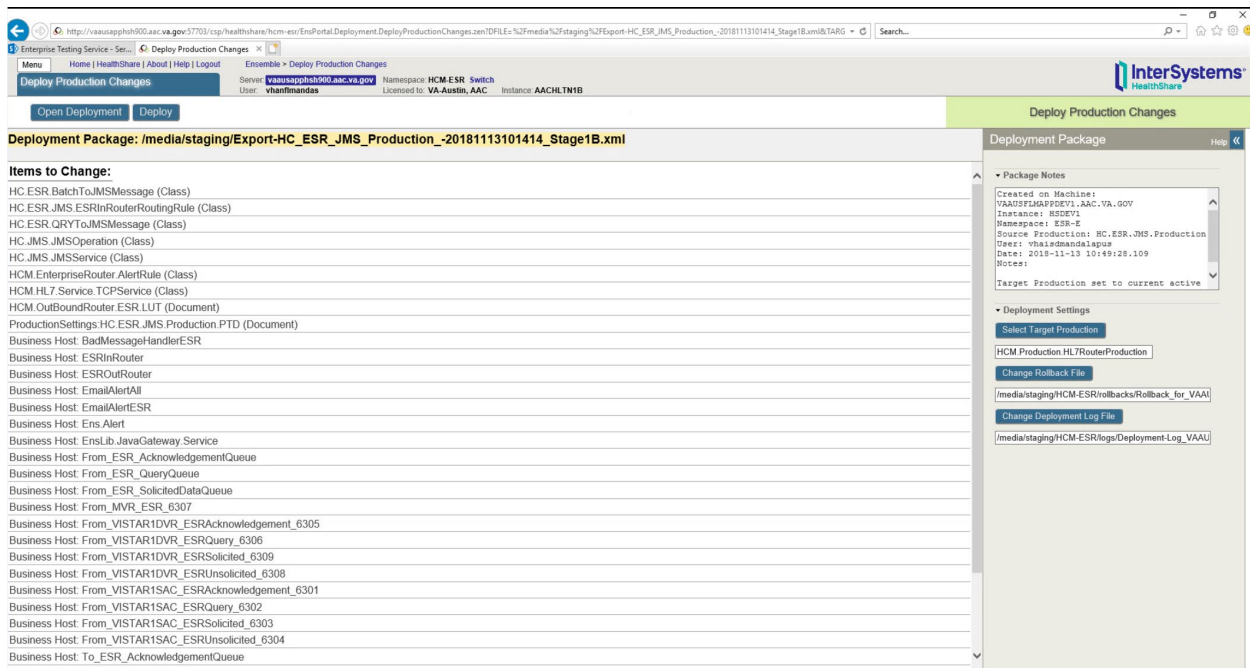 http://vaausapphsh900.aac.va.gov:57703/csp/healthshare/hcm-esr/EnsPortal.Deployment.DeployProductionChanges.zen?DFILE=%2Fmedia%2Fstaging%2FExport-HC_ESR_JMS_Production_-20181113101414_Stage1B.xml&TARG
Search...
Enterprise Testing Service - Ser...
Deploy Production Changes
Menu
Home | HealthShare | About | Help | Logout
Ensemble > Deploy Production Changes
Deploy Production Changes
Server: vaausapphsh900.aac.va.gov Namespace: HCM-ESR Switch
User: vhanflmandas Licensed to: VA-Austin, AAC Instance: AACHLTN1B
InterSystems
HealthShare
Open Deployment
Deploy
Deploy Production Changes
Deployment Package: /media/staging/Export-HC_ESR_JMS_Production_-20181113101414_Stage1B.xml
Items to Change:
HC.ESR.BatchToJMSMessage (Class)
HC.ESR.JMS.ESRInRouterRoutingRule (Class)
HC.ESR.QRYToJMSMessage (Class)
HC.JMS.JMSOperation (Class)
HC.JMS.JMSService (Class)
HCM.EnterpriseRouter.AlertRule (Class)
HCM.HL7.Service.TCPService (Class)
HCM.OutBoundRouter.ESR.LUT (Document)
ProductionSettings:HC.ESR.JMS.Production.PTD (Document)
Business Host: BadMessageHandlerESR
Business Host: ESRInRouter
Business Host: ESROutRouter
Business Host: EmailAlertAll
Business Host: EmailAlertESR
Business Host: Ens.Alert
Business Host: EnsLib.JavaGateway.Service
Business Host: From_ESR_AcknowledgementQueue
Business Host: From_ESR_QueryQueue
Business Host: From_ESR_SolicitedDataQueue
Business Host: From_MVR_ESR_6307
Business Host: From_VISTAR1DVR_ESRAcknowledgement_6305
Business Host: From_VISTAR1DVR_ESRQuery_6306
Business Host: From_VISTAR1DVR_ESRSolicited_6309
Business Host: From_VISTAR1DVR_ESRUnsolicited_6308
Business Host: From_VISTAR1SAC_ESRAcknowledgement_6301
Business Host: From_VISTAR1SAC_ESRQuery_6302
Business Host: From_VISTAR1SAC_ESRSolicited_6303
Business Host: From_VISTAR1SAC_ESRUnsolicited_6304
Business Host: To_ESR_AcknowledgementQueue
Deployment Package
Help
Package Notes
Created on Machine:
VAAUSFLMAPPDEV1.AAC.VA.GOV
Instance: HSDEV1
Namespace: ESR-E
Source Production: HC.ESR.JMS.Production
User: vhaisdmandalapus
Date: 2018-11-13 10:49:28.109
Notes:
Target Production set to current active
Deployment Settings
Select Target Production
HCM.Production.HL7RouterProduction
Change Rollback File
/media/staging/HCM-ESR/rollbacks/Rollback_for_VAAU
Change Deployment Log File
/media/staging/HCM-ESR/logs/Deployment-Log_VAAU